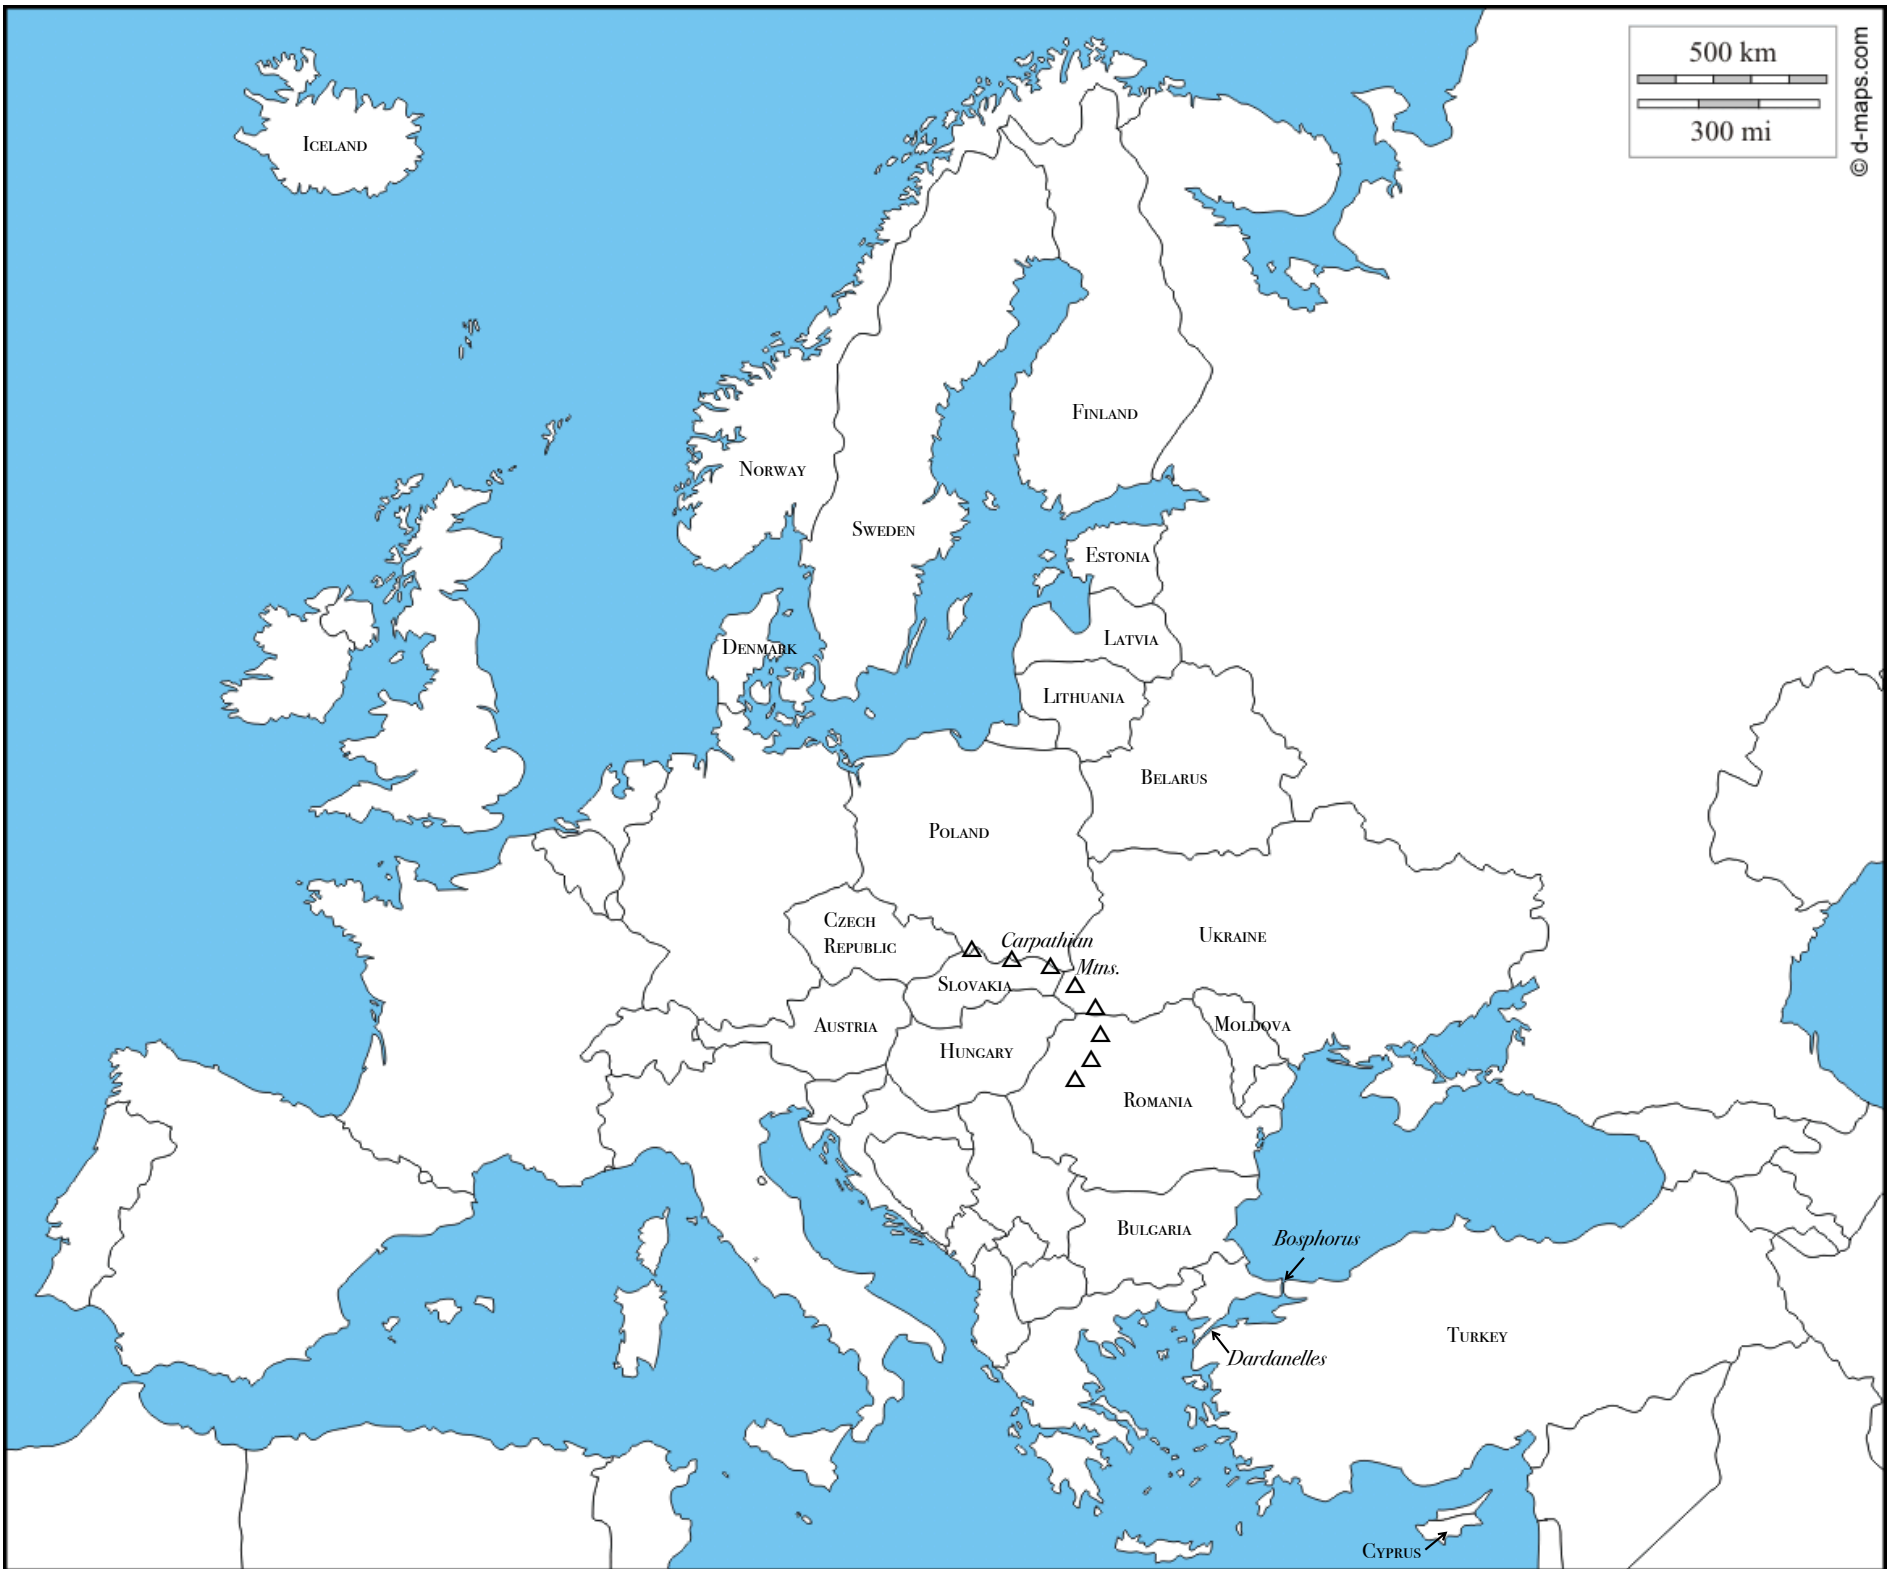 500 km
300 mi
© d-maps.com
Iceland
Finland
Norway
Sweden
Estonia
Denmark
Latvia
Lithuania
Belarus
Poland
Czech
Republic
Carpathian
Mtns.
Ukraine
Slovakia
Austria
Moldova
Hungary
Romania
Bulgaria
Bosphorus
Turkey
Dardanelles
Cyprus